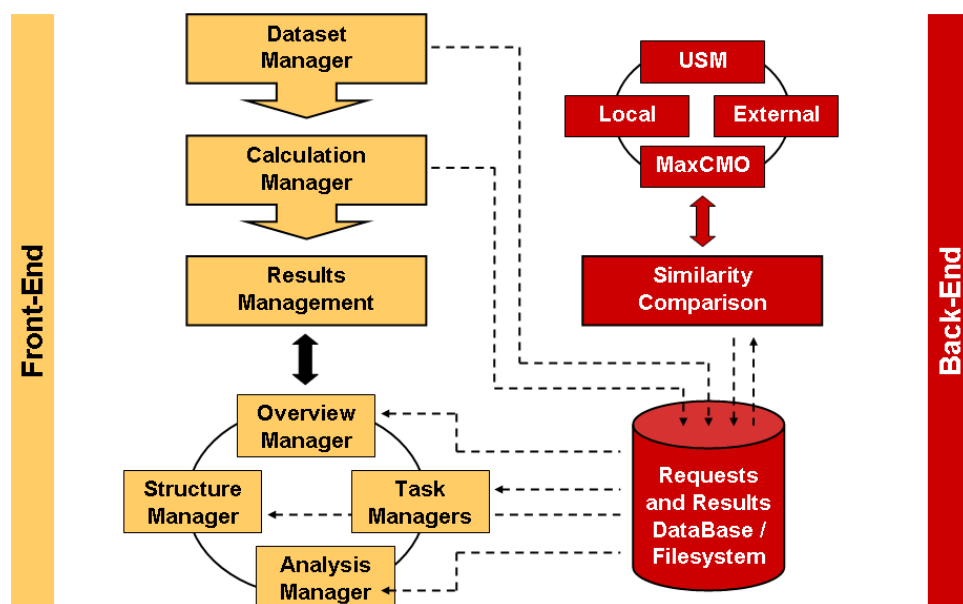 Front-End
Dataset
Manager
Calculation
Manager
Results
Management
Overview
Manager
Structure
Manager
Task
Managers
Analysis
Manager
USM
Local
External
MaxCMO
Similarity
Comparison
Requests
and Results
DataBase /
Filesystem
Back-End